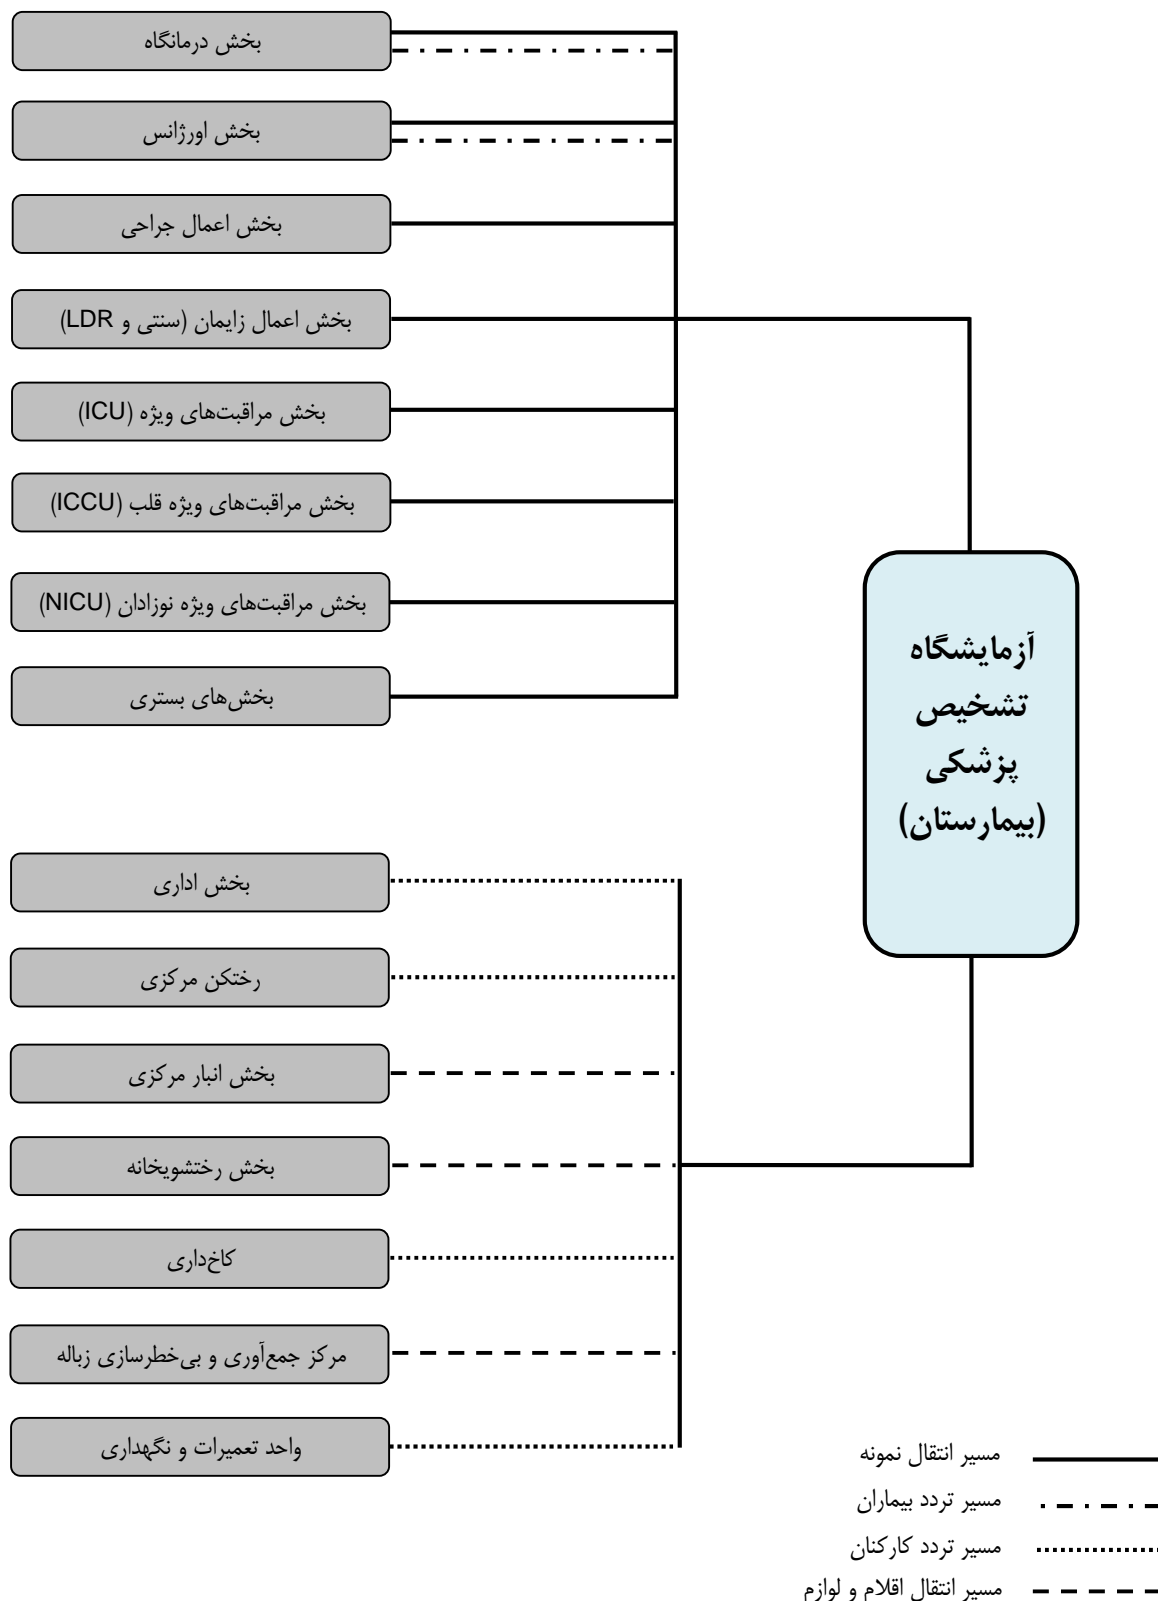 بخش درمانگاه
بخش اورژانس
بخش اعمال جراحی
بخش اعمال زایمان (سنتی و LDR)
بخش مراقبت‌های ویژه (ICU)
بخش مراقبت‌های ویژه قلب (ICCU)
بخش مراقبت‌های ویژه نوزادان (NICU)
بخش‌های بستری
آزمایشگاه
تشخیص
پزشکی
(بیمارستان)
بخش اداری
رختکن مرکزی
بخش انبار مرکزی
بخش رختشویخانه
کاخ‌داری
مرکز جمع‌آوری و بی‌خطرسازی زباله
واحد تعمیرات و نگهداری
مسیر انتقال نمونه
مسیر تردد بیماران
مسیر تردد کارکنان
مسیر انتقال اقلام و لوازم